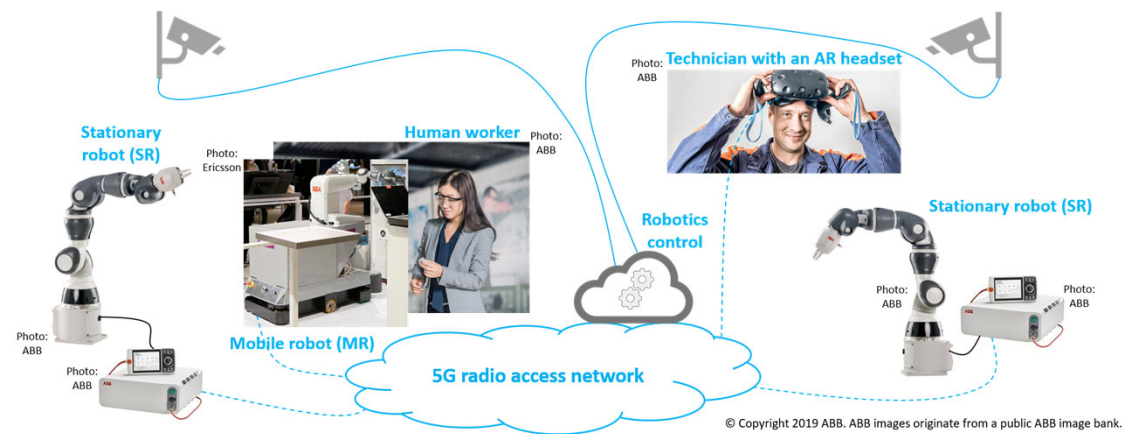 Technician with an AR headset
Photo:
ABB
Stationary
robot (SR)
Photo:
Ericsson
Human worker
Photo:
ABB
Robotics
control
Stationary robot (SR)
Photo:
ABB
Photo:
ABB
Photo:
ABB
Mobile robot (MR)
Photo:
ABB
5G radio access network
ABB
ABB
© Copyright 2019 ABB. ABB images originate from a public ABB image bank.